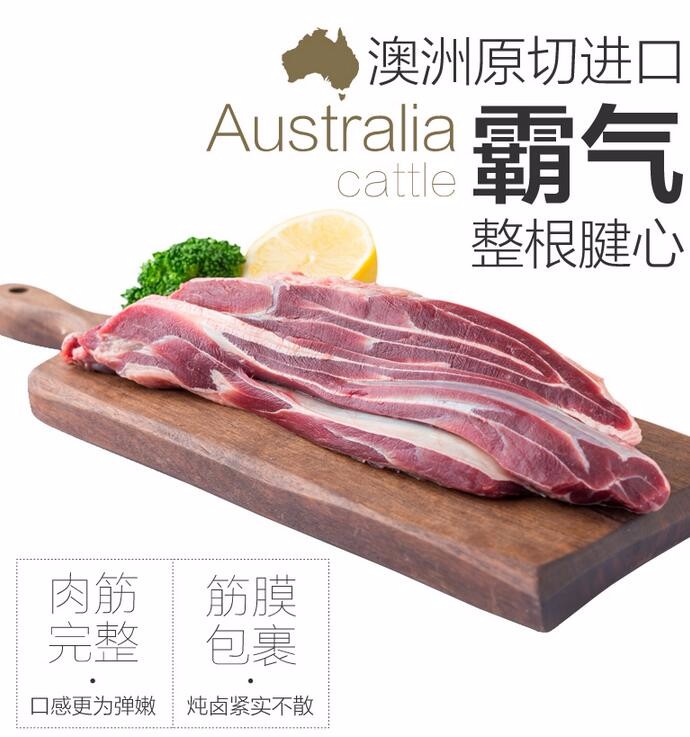 澳洲原切进口
Australia
cattle
霸气
整根腱心
肉筋
完整
口感更为弹嫩
筋膜
包裹
炖卤紧实不散